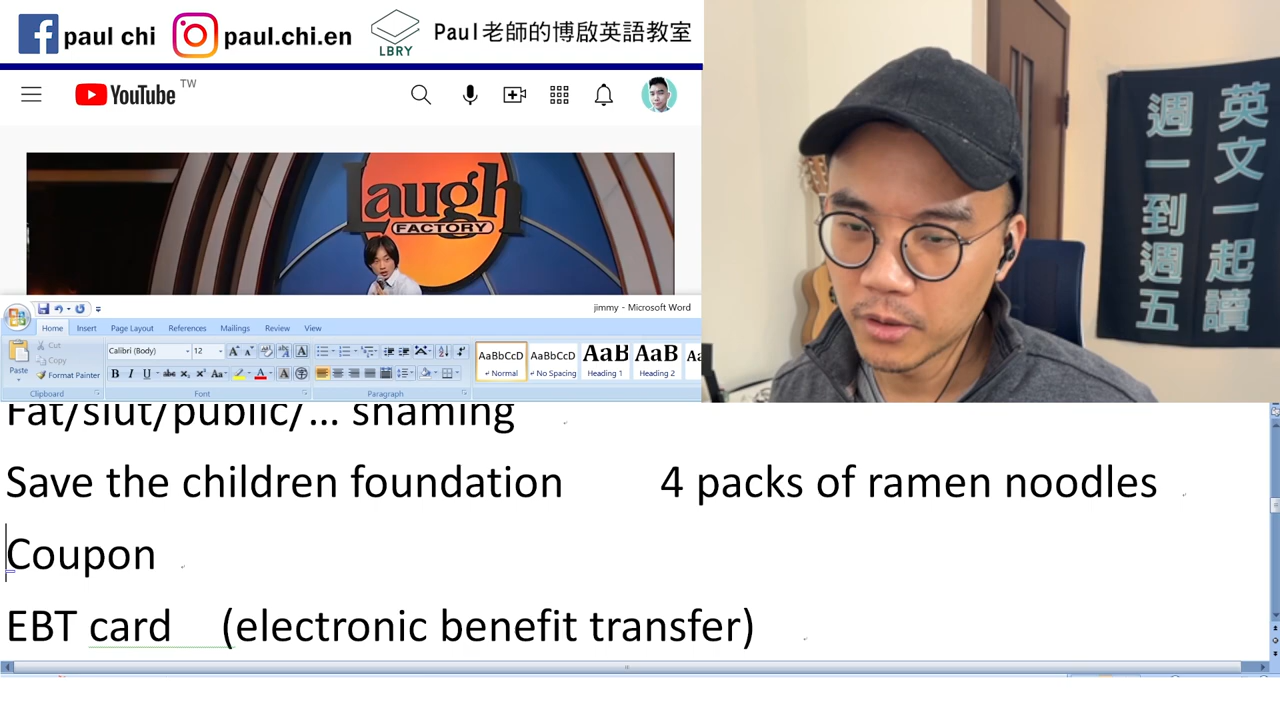 paul chi
paul.chi.en
LBRY
Paul老師的博啟英語教室
YouTube TW
Laugh
FACTORY
jimmy - Microsoft Word
Home Insert Page Layout References Mailings Review View
Cut
Copy
Format Painter
Paste
Calibri (Body) 12
AaBbCcD AaBbCcD AaBb AaB
Normal No Spacing Heading 1 Heading 2
Clipboard Font Paragraph
英文一起讀
週一到週五
Fat/slut/public/... shaming
Save the children foundation 4 packs of ramen noodles
Coupon
EBT card (electronic benefit transfer)